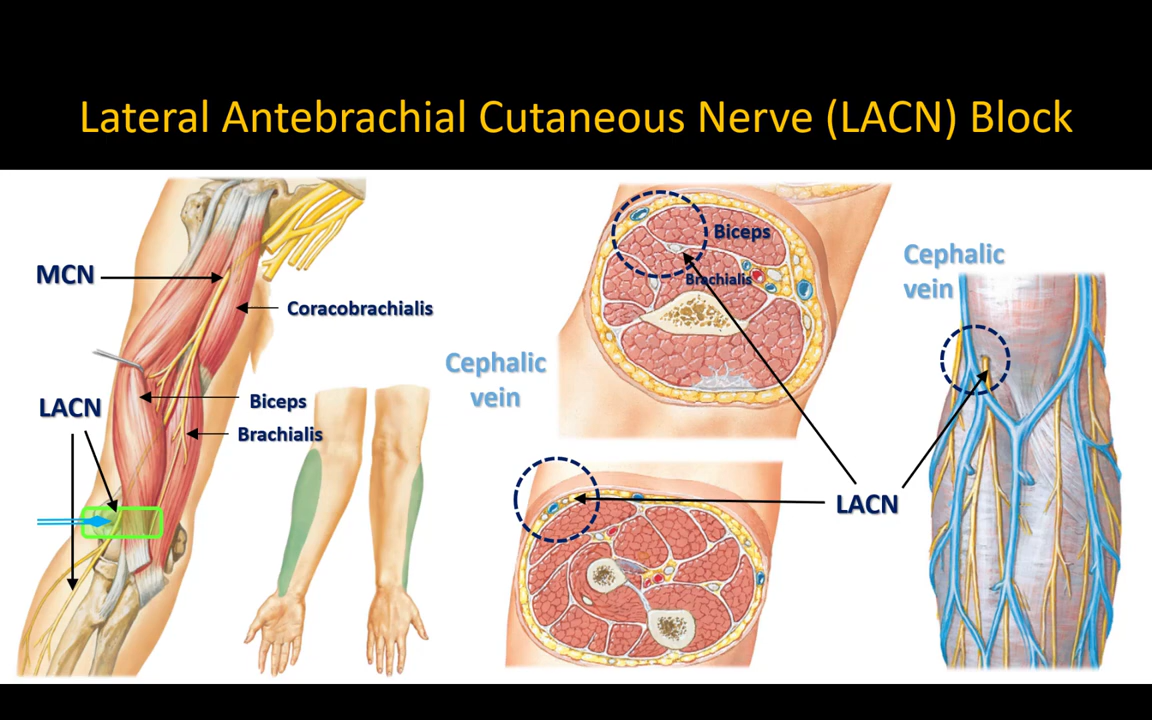 Lateral Antebrachial Cutaneous Nerve (LACN) Block
MCN
Coracobrachialis
LACN
Biceps
Brachialis
Cephalic
vein
Biceps
Brachialis
LACN
Cephalic
vein